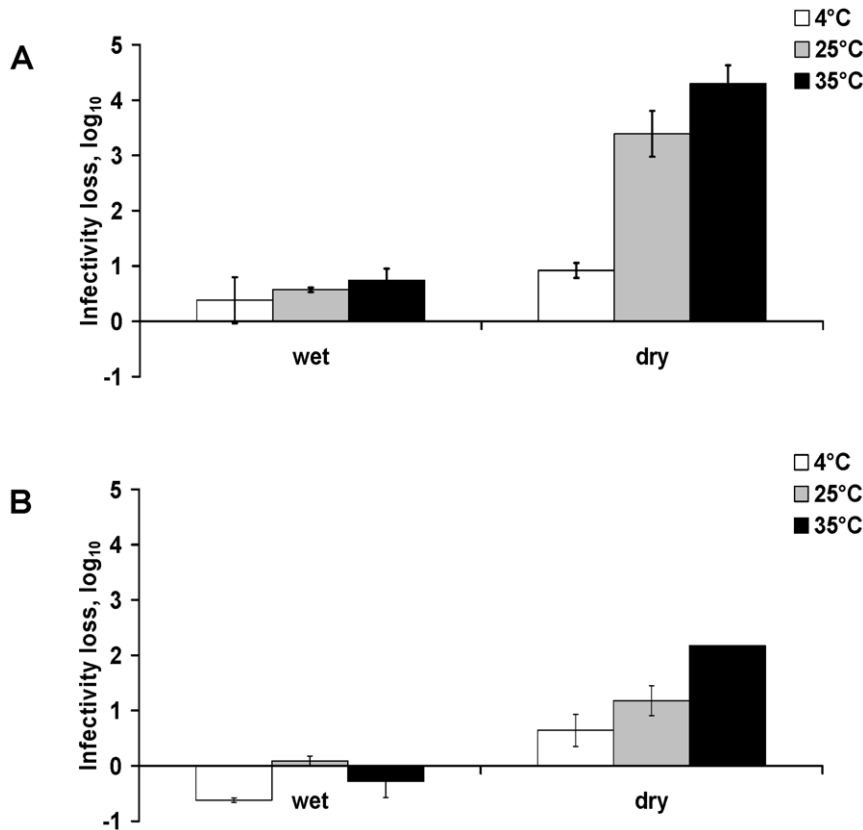 A
Infectivity loss, log10
5
4
3
2
1
0
-1
wet
dry
4°C
25°C
35°C
B
Infectivity loss, log10
5
4
3
2
1
0
-1
wet
dry
4°C
25°C
35°C